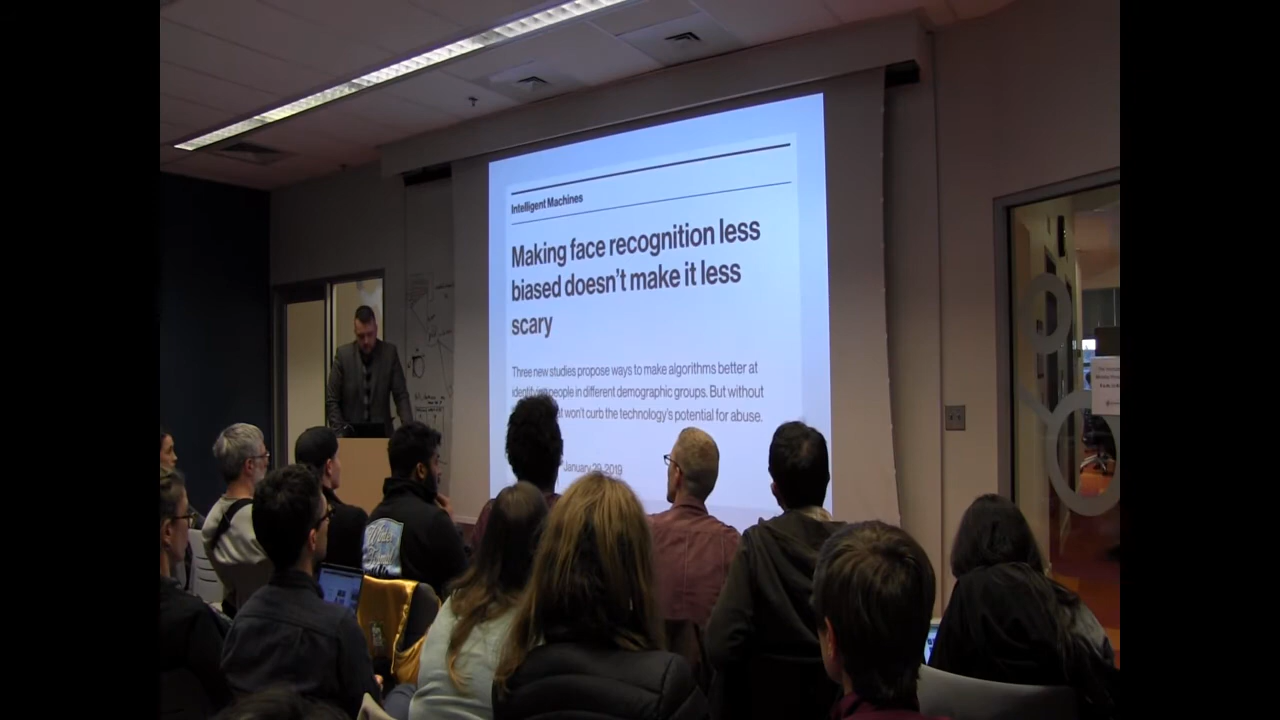 Intelligent Machines
Making face recognition less
biased doesn't make it less
scary
Three new studies propose ways to make algorithms better at
identifying people in different demographic groups. But without
won't curb the technology's potential for abuse.
January 29, 2019